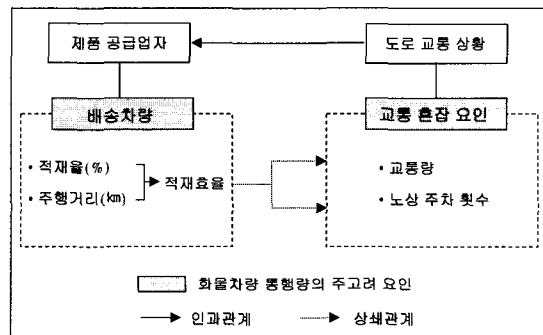 제품 공급업자
도로 교통 상황
배송차량
교통 혼잡 요인
• 적재율(%)
• 주행거리(km)
적재효율
• 교통량
• 노상 주차 횟수
화물차량 통행량의 주고려 요인
인과관계
상쇄관계